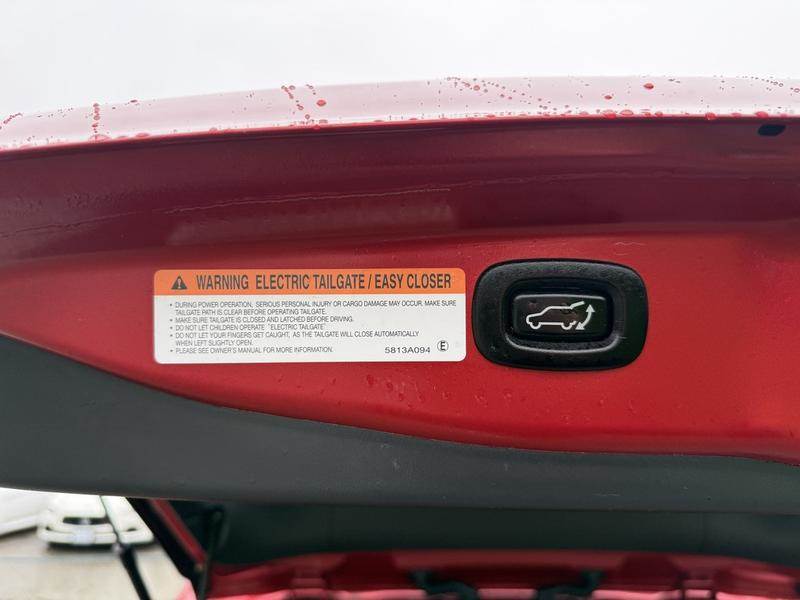 WARNING ELECTRIC TAILGATE / EASY CLOSER
• DURING POWER OPERATION, SERIOUS PERSONAL INJURY OR CARGO DAMAGE MAY OCCUR. MAKE SURE
TAILGATE PATH IS CLEAR BEFORE OPERATING TAILGATE.
• MAKE SURE TAILGATE IS CLOSED AND LATCHED BEFORE DRIVING.
• DO NOT LET CHILDREN OPERATE "ELECTRIC TAILGATE"
• DO NOT LET YOUR FINGERS GET CAUGHT, AS THE TAILGATE WILL CLOSE AUTOMATICALLY
WHEN LEFT SLIGHTLY OPEN.
• PLEASE SEE OWNER'S MANUAL FOR MORE INFORMATION. 5813A094 Ⓔ